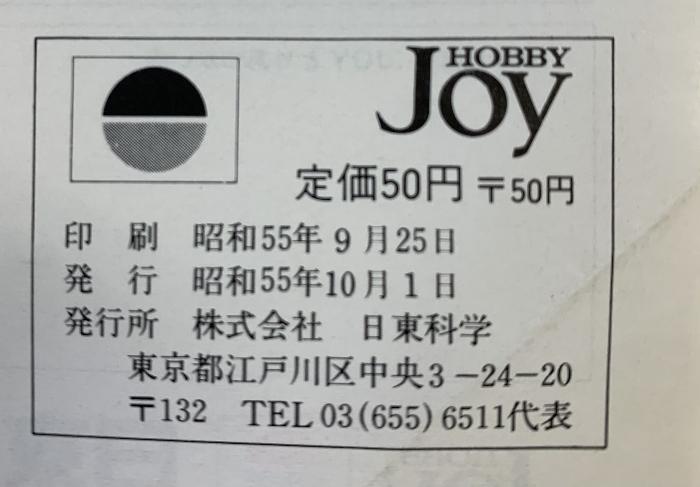 HOBBY
Joy
定価50円 〒50円
印 刷 昭和55年9月25日
発 行 昭和55年10月1日
発行所 株式会社 日東科学
東京都江戸川区中央3-24-20
〒132 TEL 03(655)6511代表